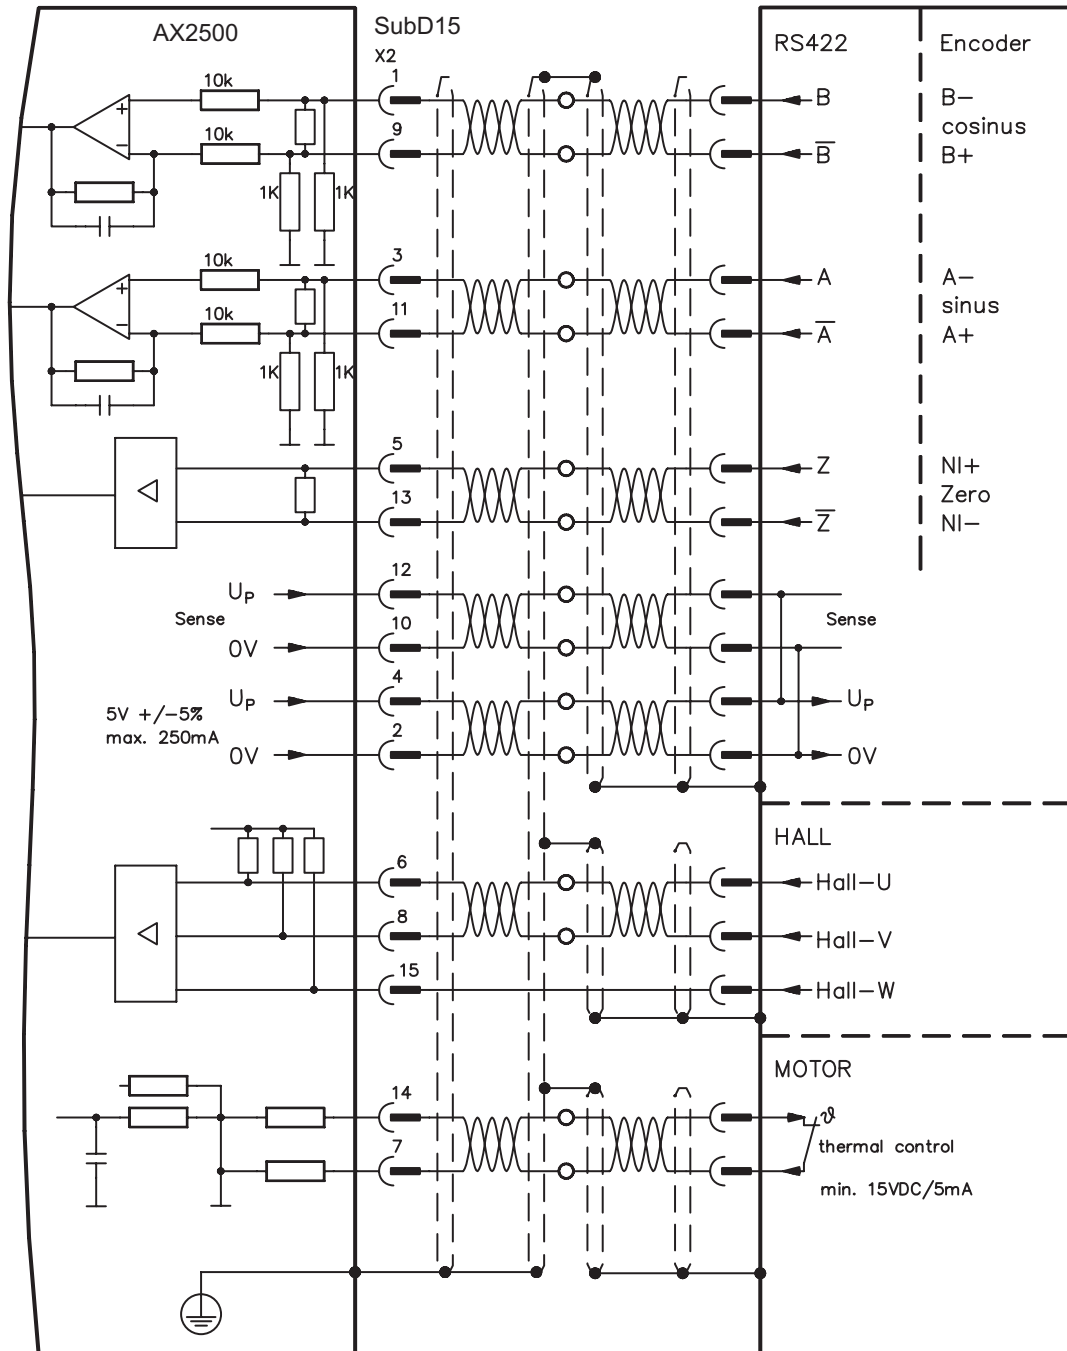 AX2500
SubD15
X2
RS422
Encoder
10k
1
B
B−
cosinus
10k
9
B̅
B+
1K
1K
10k
3
A
A−
sinus
10k
11
A̅
A+
1K
1K
5
Z
NI+
Zero
13
Z̅
NI−
UP
12
Sense
Sense
0V
10
UP
4
UP
5V +/−5%
max. 250mA
0V
2
0V
HALL
6
Hall−U
8
Hall−V
15
Hall−W
MOTOR
14
ϑ
7
thermal control
min. 15VDC/5mA